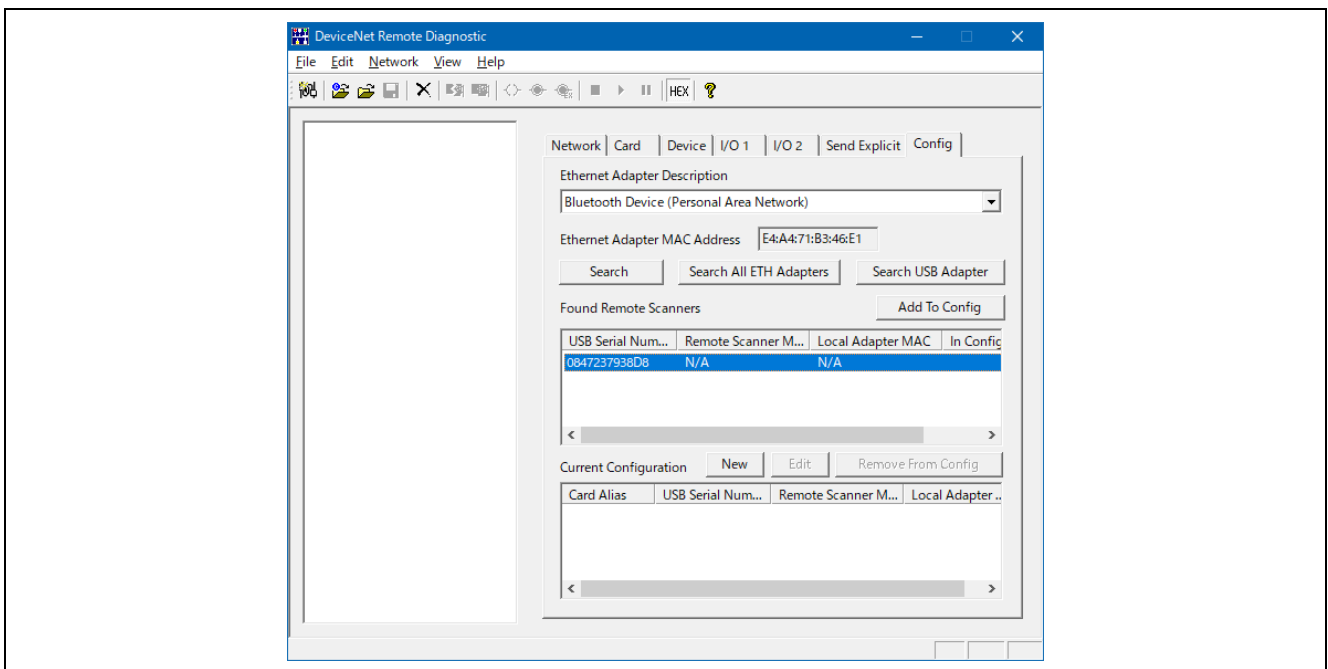 DeviceNet Remote Diagnostic
File Edit Network View Help
HEX
Network Card Device I/O 1 I/O 2 Send Explicit Config
Ethernet Adapter Description
Bluetooth Device (Personal Area Network)
Ethernet Adapter MAC Address E4:A4:71:B3:46:E1
Search Search All ETH Adapters Search USB Adapter
Found Remote Scanners Add To Config
USB Serial Num... Remote Scanner M... Local Adapter MAC In Config
0847237938D8 N/A N/A
Current Configuration New Edit Remove From Config
Card Alias USB Serial Num... Remote Scanner M... Local Adapter ..